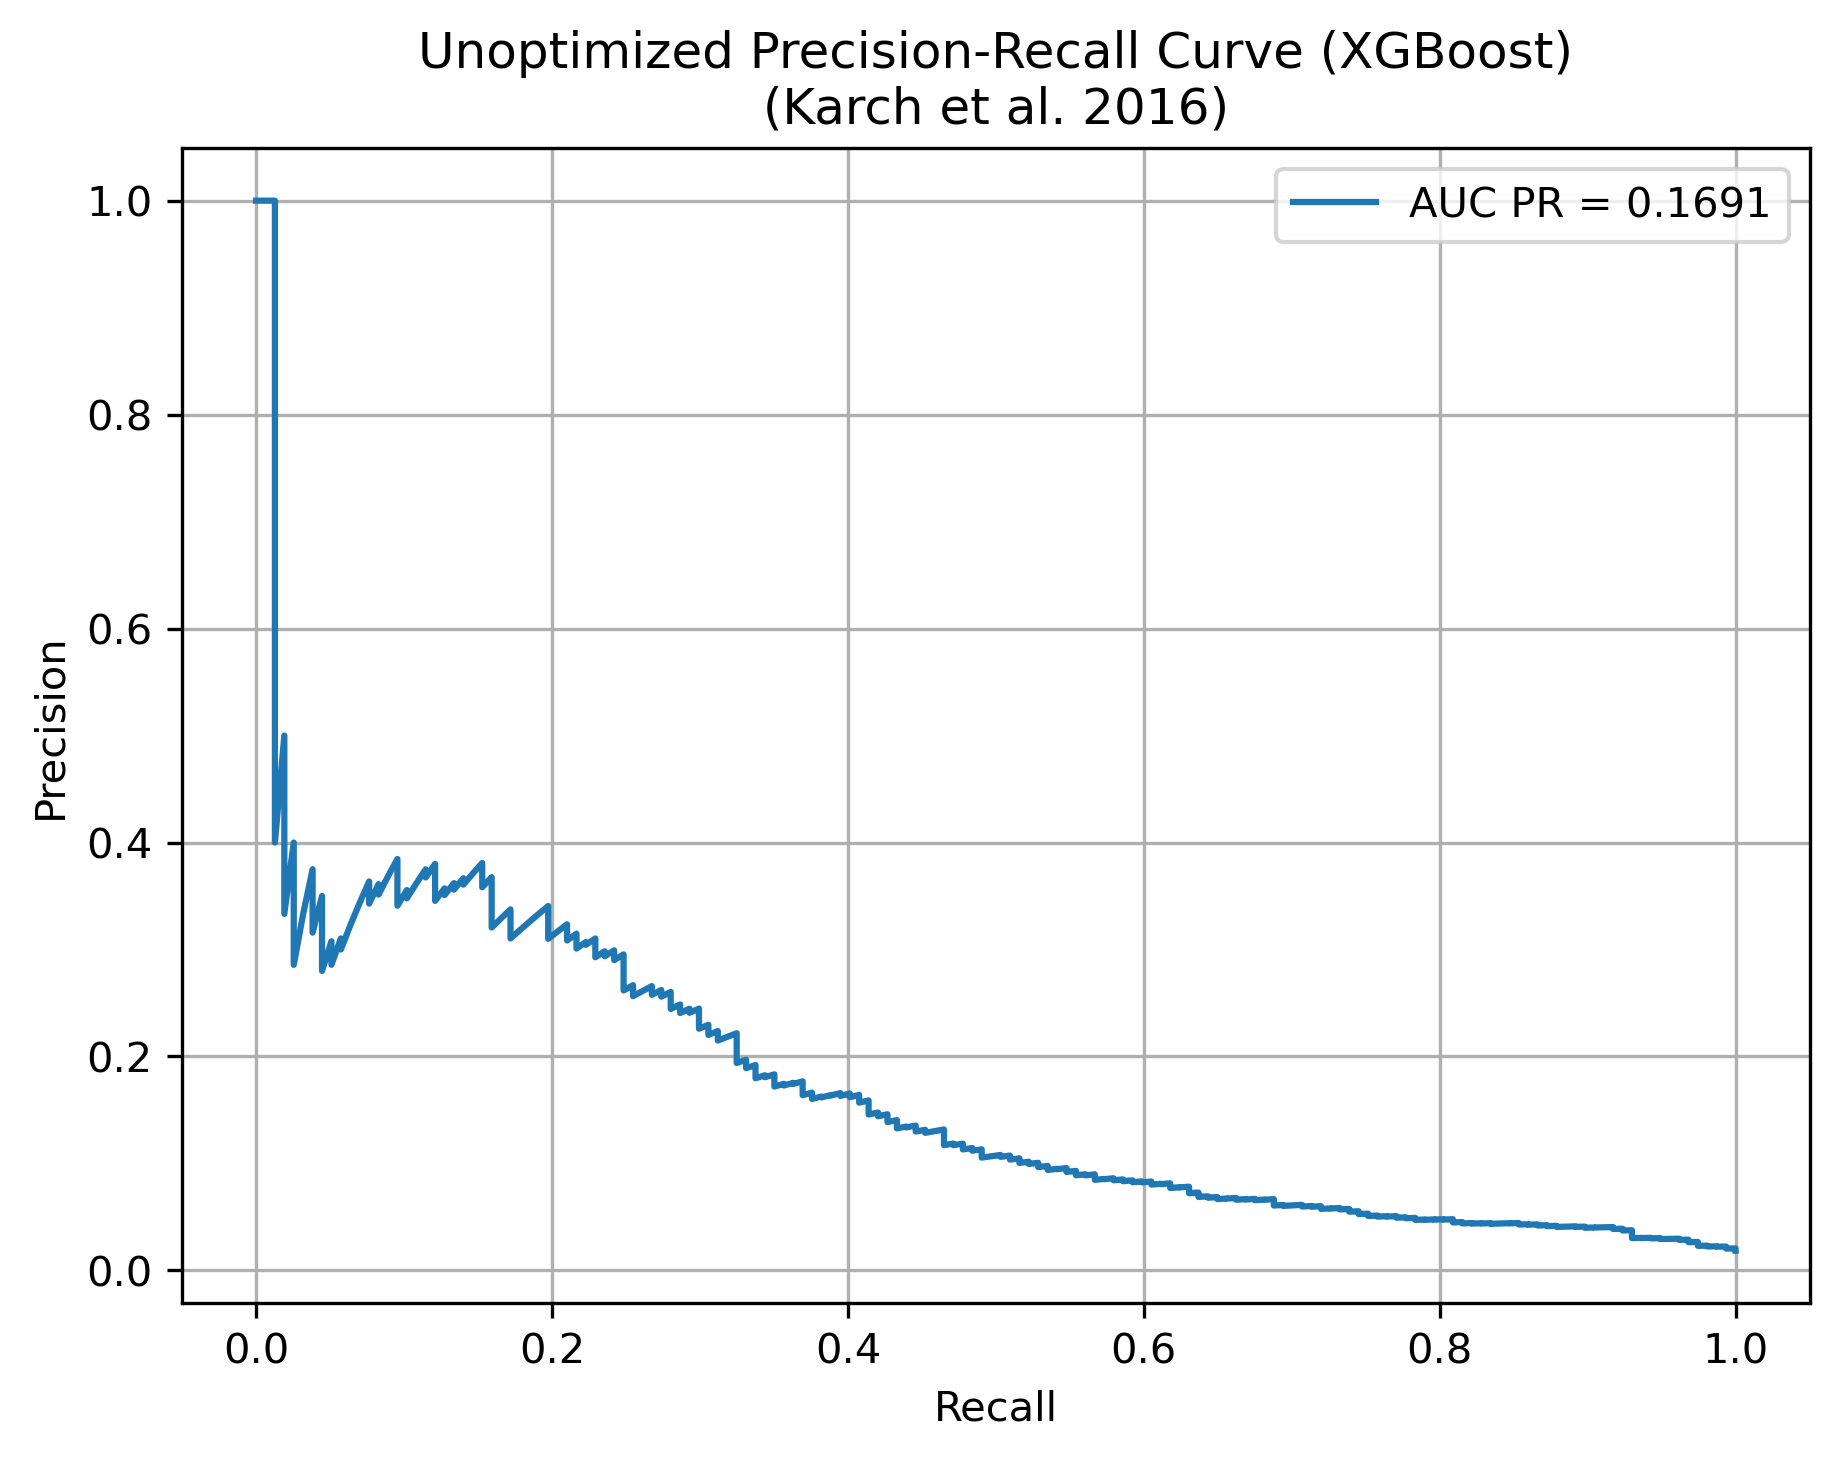 Unoptimized Precision-Recall Curve (XGBoost)
(Karch et al. 2016)
AUC PR = 0.1691
Precision
1.0
0.8
0.6
0.4
0.2
0.0
0.0 0.2 0.4 0.6 0.8 1.0
Recall